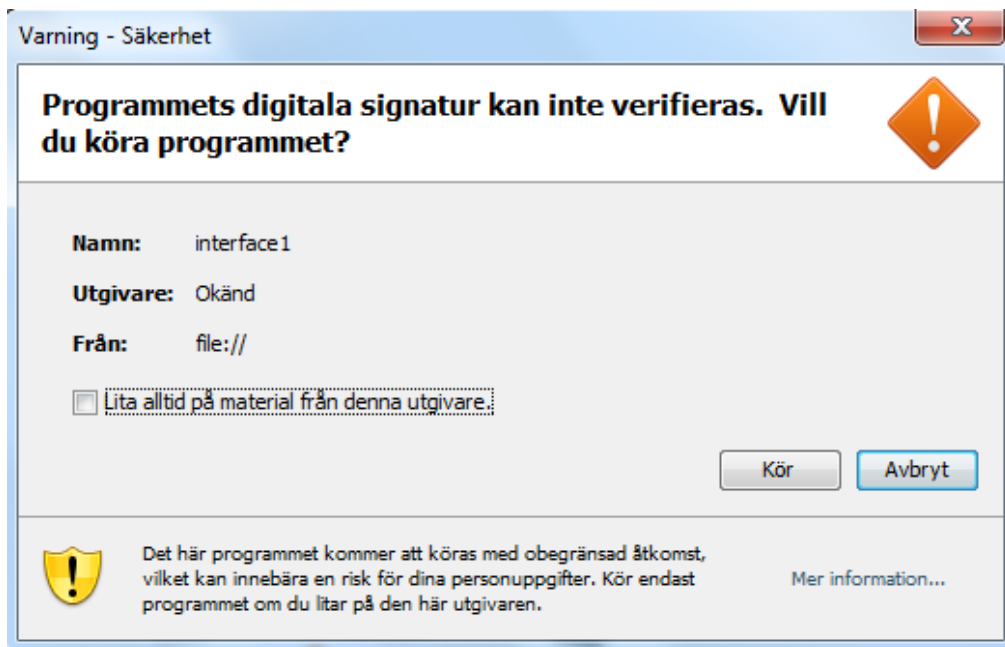 Varning - Säkerhet
Programmets digitala signatur kan inte verifieras. Vill
du köra programmet?
Namn: interface1
Utgivare: Okänd
Från: file://
Lita alltid på material från denna utgivare.
Kör Avbryt
Det här programmet kommer att köras med obegränsad åtkomst,
vilket kan innebära en risk för dina personuppgifter. Kör endast
programmet om du litar på den här utgivaren.
Mer information...